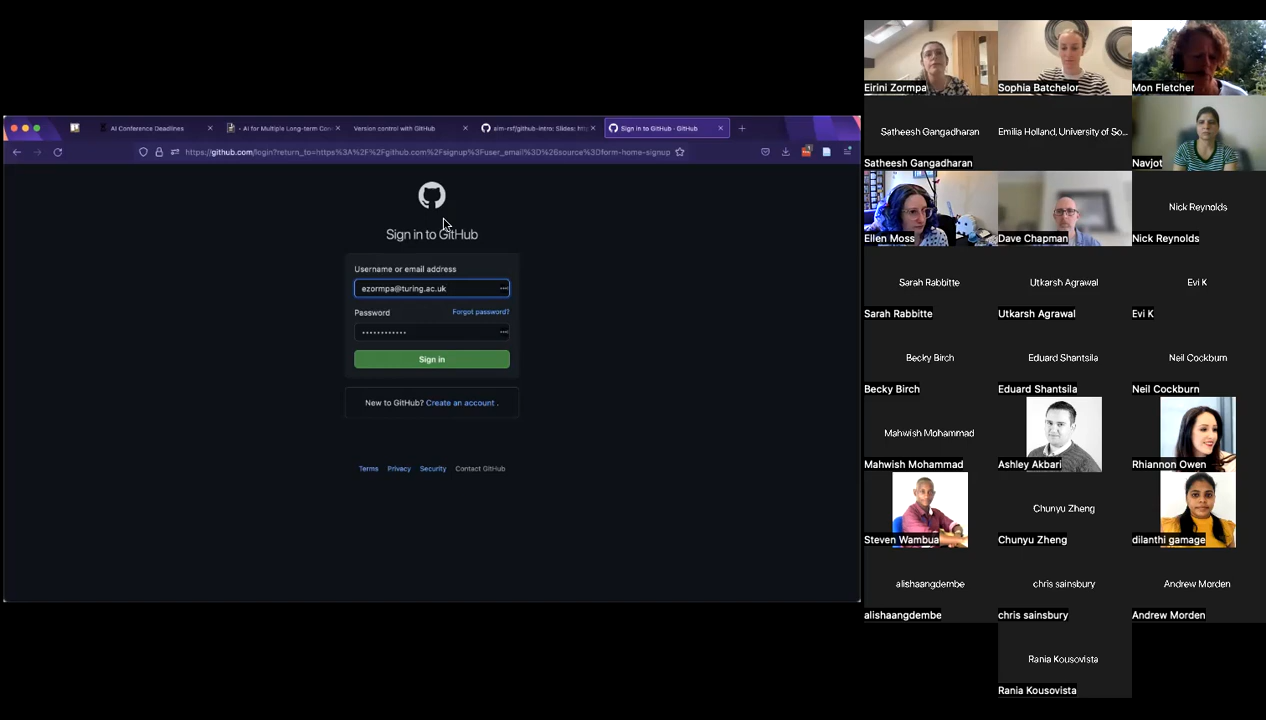 AI Conference Deadlines
- AI for Multiple Long-term Con
Version control with GitHub
aim-rsf/github-intro: Slides: htt
Sign in to GitHub · GitHub
https://github.com/login?return_to=https%3A%2F%2Fgithub.com%2Fsignup%3Fuser_email%3D%26source%3Dform-home-signup
Sign in to GitHub
Username or email address
ezormpa@turing.ac.uk
Password
Forgot password?
Sign in
New to GitHub? Create an account .
Terms
Privacy
Security
Contact GitHub
Eirini Zormpa
Sophia Batchelor
Mon Fletcher
Satheesh Gangadharan
Emilia Holland, University of So...
Satheesh Gangadharan
Navjot
Ellen Moss
Dave Chapman
Nick Reynolds
Nick Reynolds
Sarah Rabbitte
Utkarsh Agrawal
Evi K
Sarah Rabbitte
Utkarsh Agrawal
Evi K
Becky Birch
Eduard Shantsila
Neil Cockburn
Becky Birch
Eduard Shantsila
Neil Cockburn
Mahwish Mohammad
Mahwish Mohammad
Ashley Akbari
Rhiannon Owen
Chunyu Zheng
Steven Wambua
Chunyu Zheng
dilanthi gamage
alishaangdembe
chris sainsbury
Andrew Morden
alishaangdembe
chris sainsbury
Andrew Morden
Rania Kousovista
Rania Kousovista